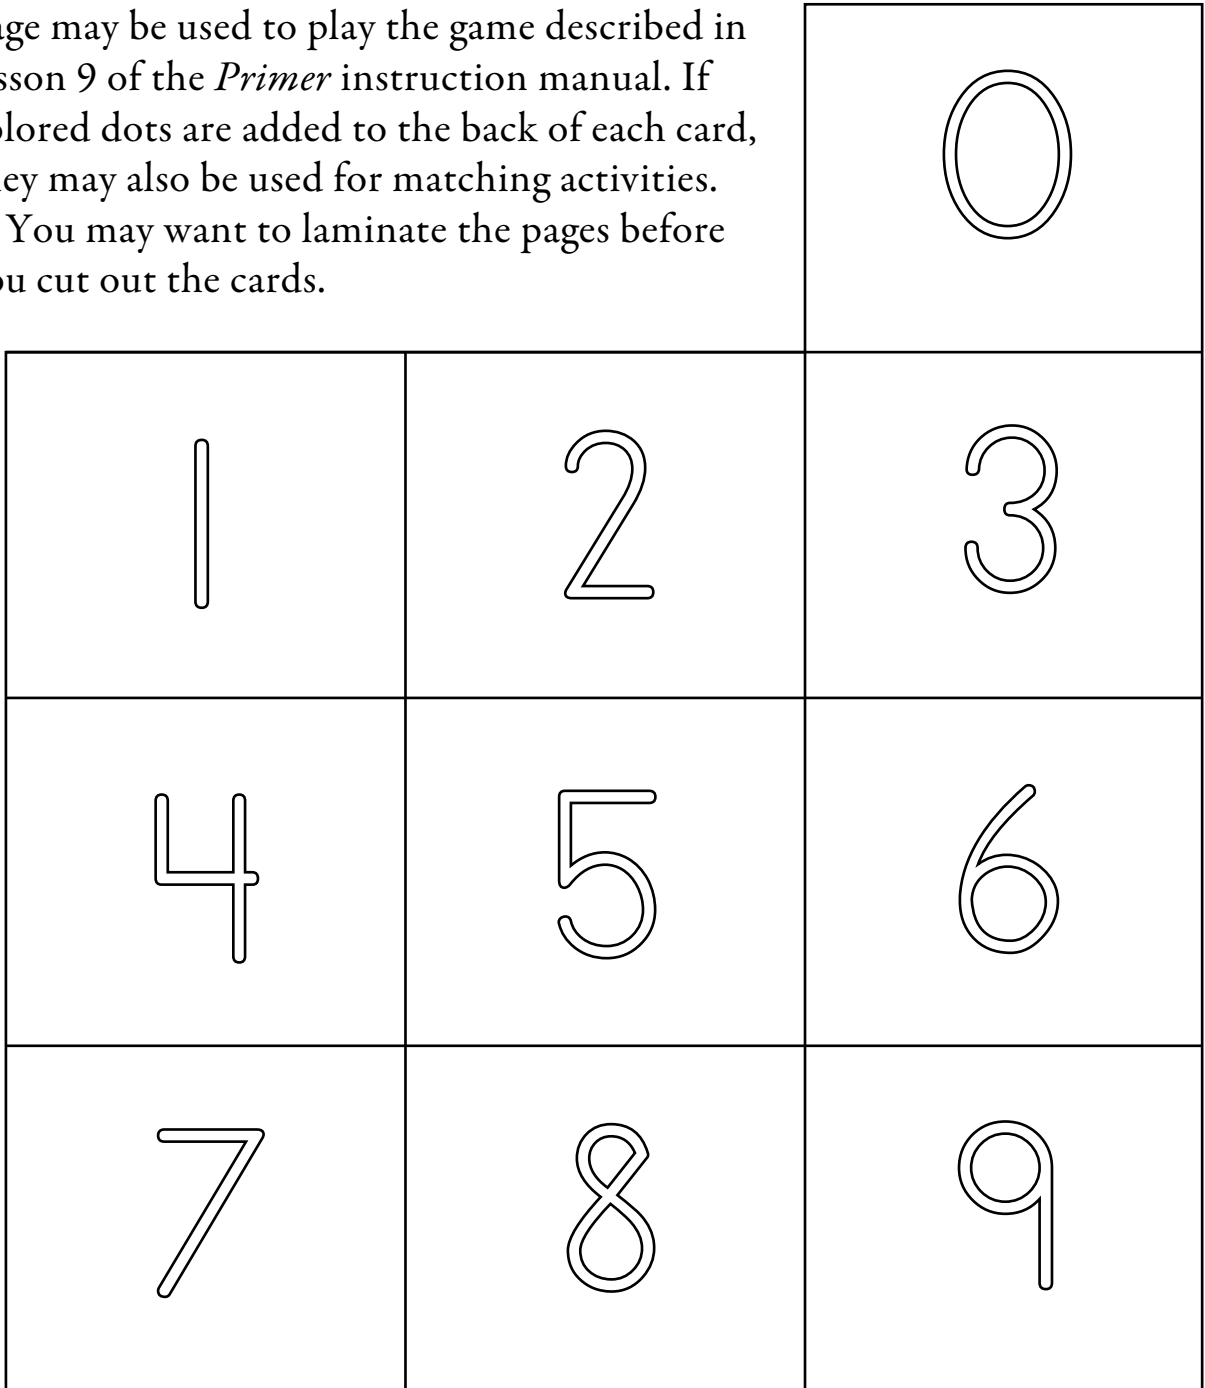 age may be used to play the game described in
sson 9 of the Primer instruction manual. If
olored dots are added to the back of each card,
ey may also be used for matching activities.
You may want to laminate the pages before
ou cut out the cards.
0
1 2 3
4 5 6
7 8 9